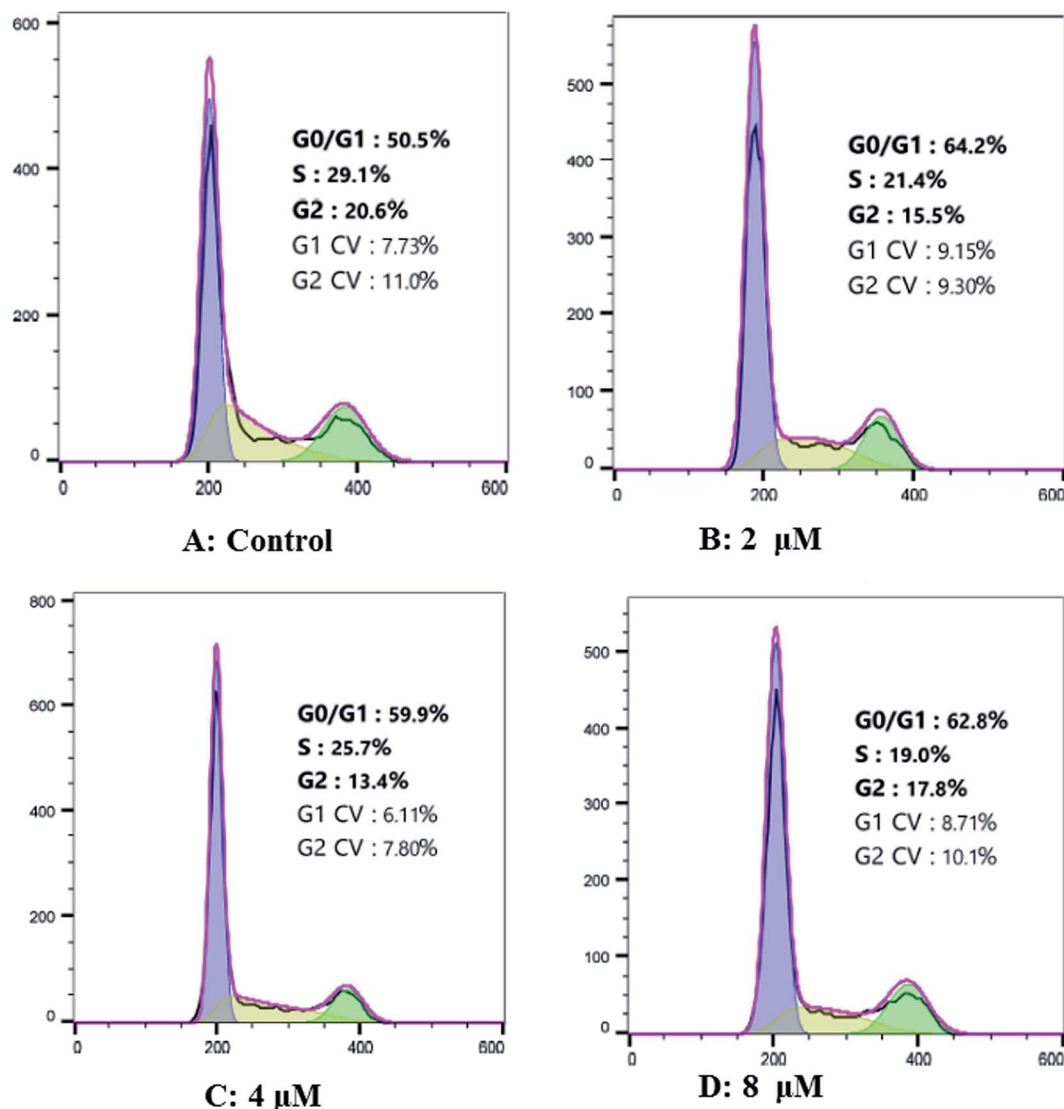 600
400
200
0
0
200
400
600
G0/G1 : 50.5%
S : 29.1%
G2 : 20.6%
G1 CV : 7.73%
G2 CV : 11.0%
A: Control
500
400
300
200
100
0
0
200
400
600
G0/G1 : 64.2%
S : 21.4%
G2 : 15.5%
G1 CV : 9.15%
G2 CV : 9.30%
B: 2 μM
800
600
400
200
0
0
200
400
600
G0/G1 : 59.9%
S : 25.7%
G2 : 13.4%
G1 CV : 6.11%
G2 CV : 7.80%
C: 4 μM
500
400
300
200
100
0
0
200
400
600
G0/G1 : 62.8%
S : 19.0%
G2 : 17.8%
G1 CV : 8.71%
G2 CV : 10.1%
D: 8 μM